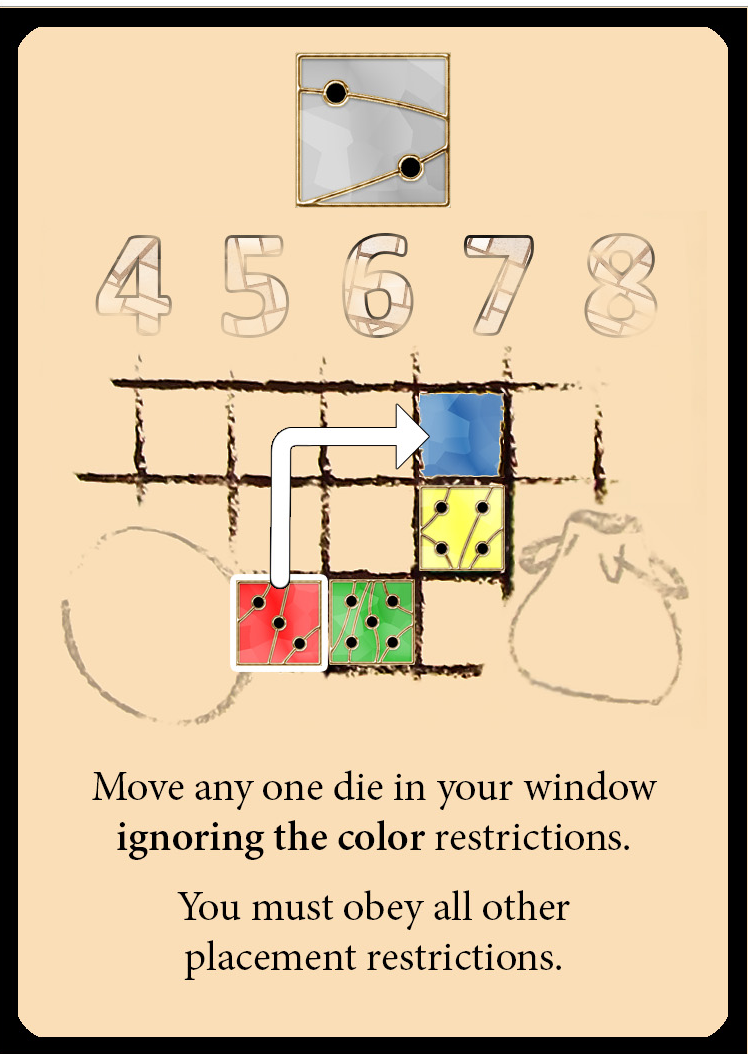 4 5 6 7 8
Move any one die in your window
ignoring the color restrictions.
You must obey all other
placement restrictions.